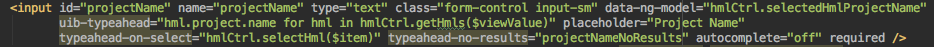 <input id="projectName" name="projectName" type="text" class="form-control input-sm" data-ng-model="hmlCtrl.selectedHmlProjectName"
uib-typeahead="hml.project.name for hml in hmlCtrl.getHmls($viewValue)" placeholder="Project Name"
typeahead-on-select="hmlCtrl.selectHml($item)" typeahead-no-results="projectNameNoResults" autocomplete="off" required />